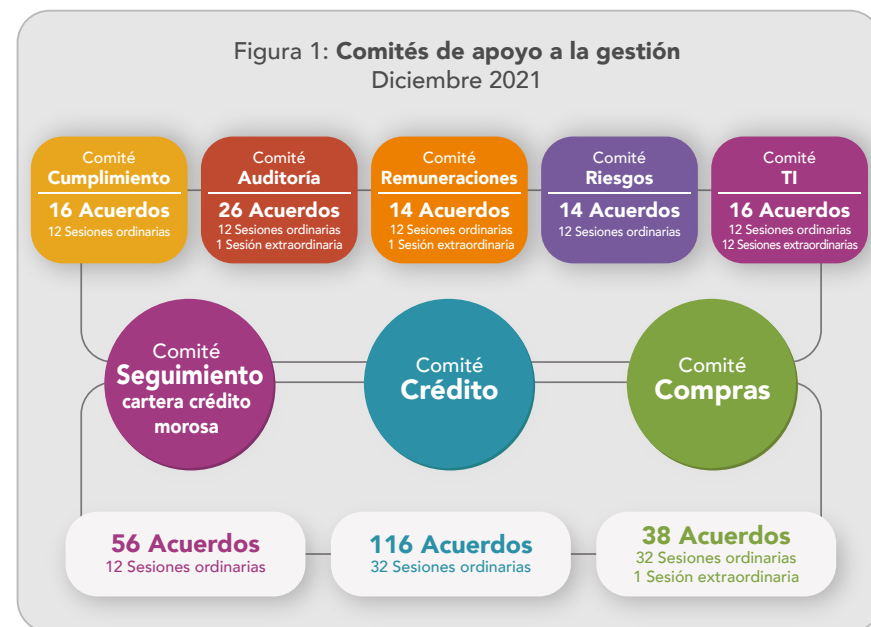 Figura 1: Comités de apoyo a la gestión
Diciembre 2021
Comité
Cumplimiento
16 Acuerdos
12 Sesiones ordinarias
Comité
Auditoría
26 Acuerdos
12 Sesiones ordinarias
1 Sesión extraordinaria
Comité
Remuneraciones
14 Acuerdos
12 Sesiones ordinarias
1 Sesión extraordinaria
Comité
Riesgos
14 Acuerdos
12 Sesiones ordinarias
Comité
TI
16 Acuerdos
12 Sesiones ordinarias
12 Sesiones extraordinarias
Comité
Seguimiento
cartera crédito
morosa
Comité
Crédito
Comité
Compras
56 Acuerdos
12 Sesiones ordinarias
116 Acuerdos
32 Sesiones ordinarias
38 Acuerdos
32 Sesiones ordinarias
1 Sesión extraordinaria